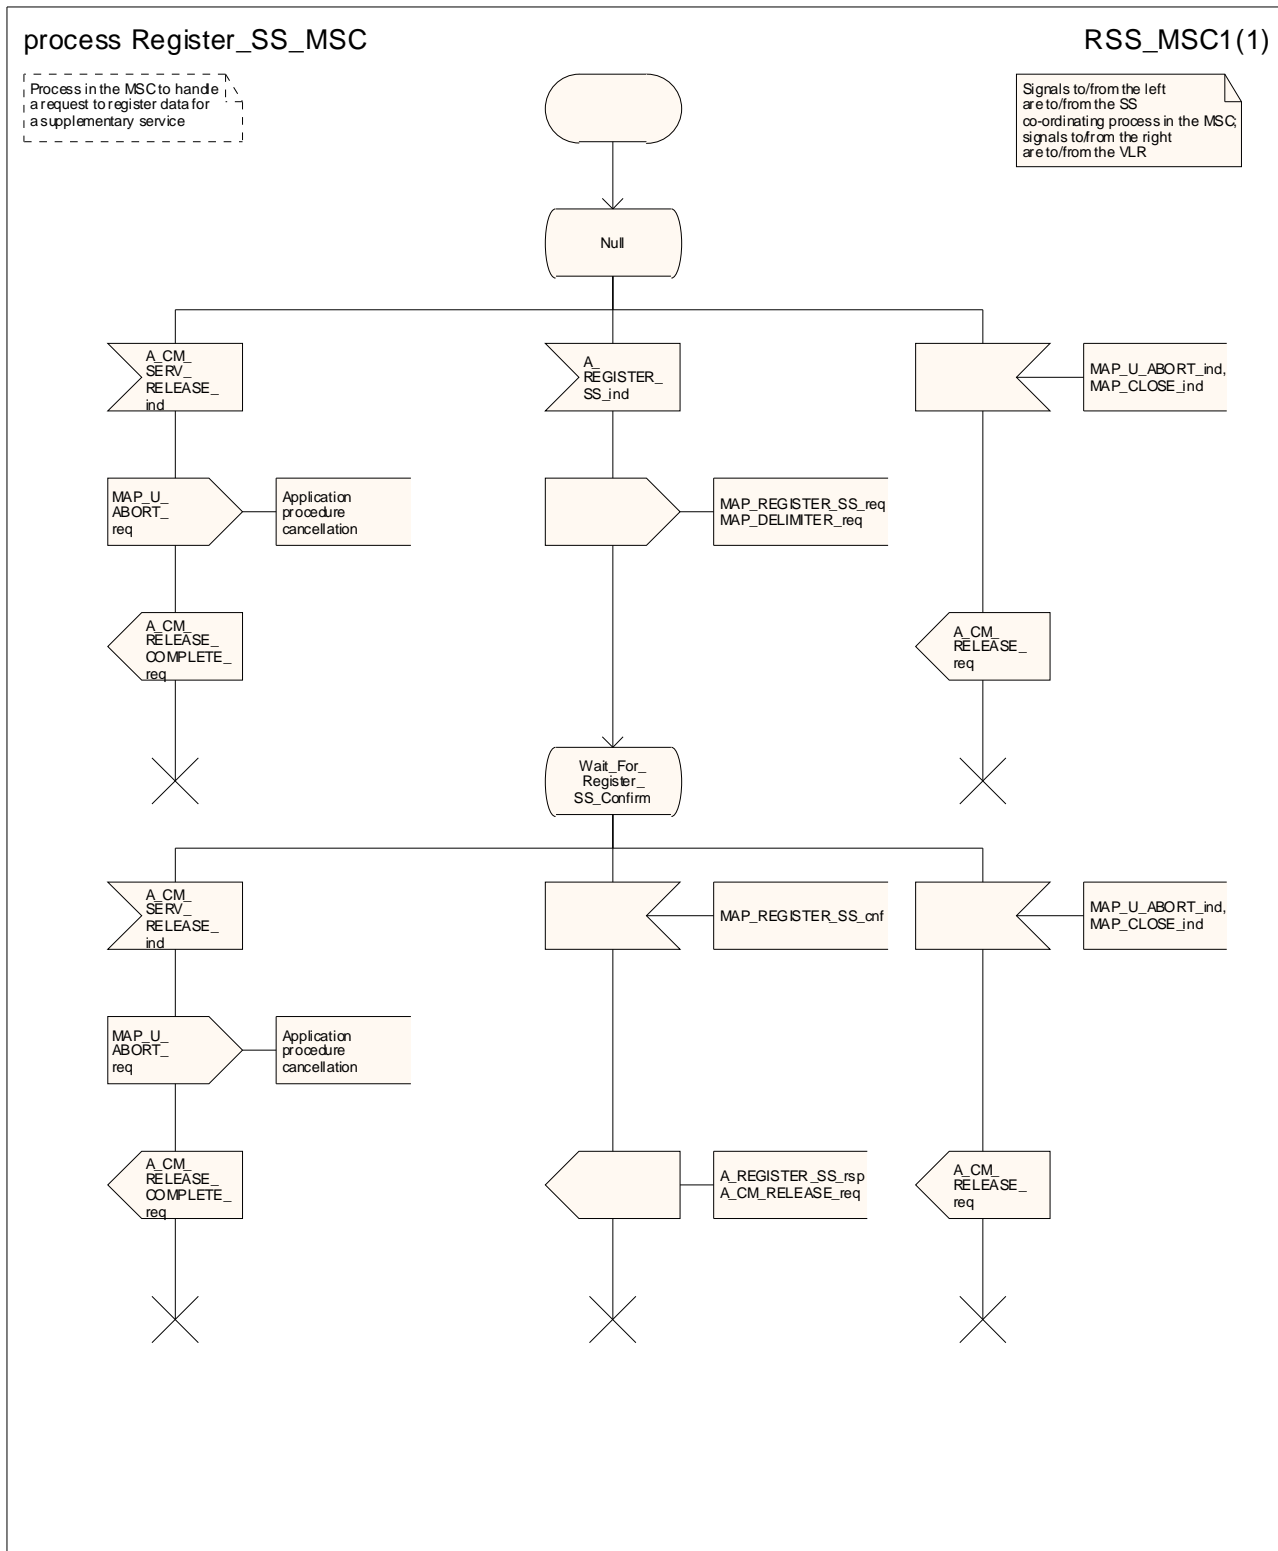 process Register_SS_MSC
RSS_MSC1(1)
Process in the MSC to handle
a request to register data for
a supplementary service
Signals to/from the left
are to/from the SS
co-ordinating process in the MSC;
signals to/from the right
are to/from the VLR
Null
A_CM_
SERV_
RELEASE_
ind
A_
REGISTER_
SS_ind
MAP_U_ABORT_ind,
MAP_CLOSE_ind
MAP_U_
ABORT_
req
Application
procedure
cancellation
MAP_REGISTER_SS_req
MAP_DELIMITER_req
A_CM_
RELEASE_
COMPLETE_
req
A_CM_
RELEASE_
req
Wait_For_
Register_
SS_Confirm
A_CM_
SERV_
RELEASE_
ind
MAP_REGISTER_SS_cnf
MAP_U_ABORT_ind,
MAP_CLOSE_ind
MAP_U_
ABORT_
req
Application
procedure
cancellation
A_CM_
RELEASE_
COMPLETE_
req
A_REGISTER_SS_rsp
A_CM_RELEASE_req
A_CM_
RELEASE_
req